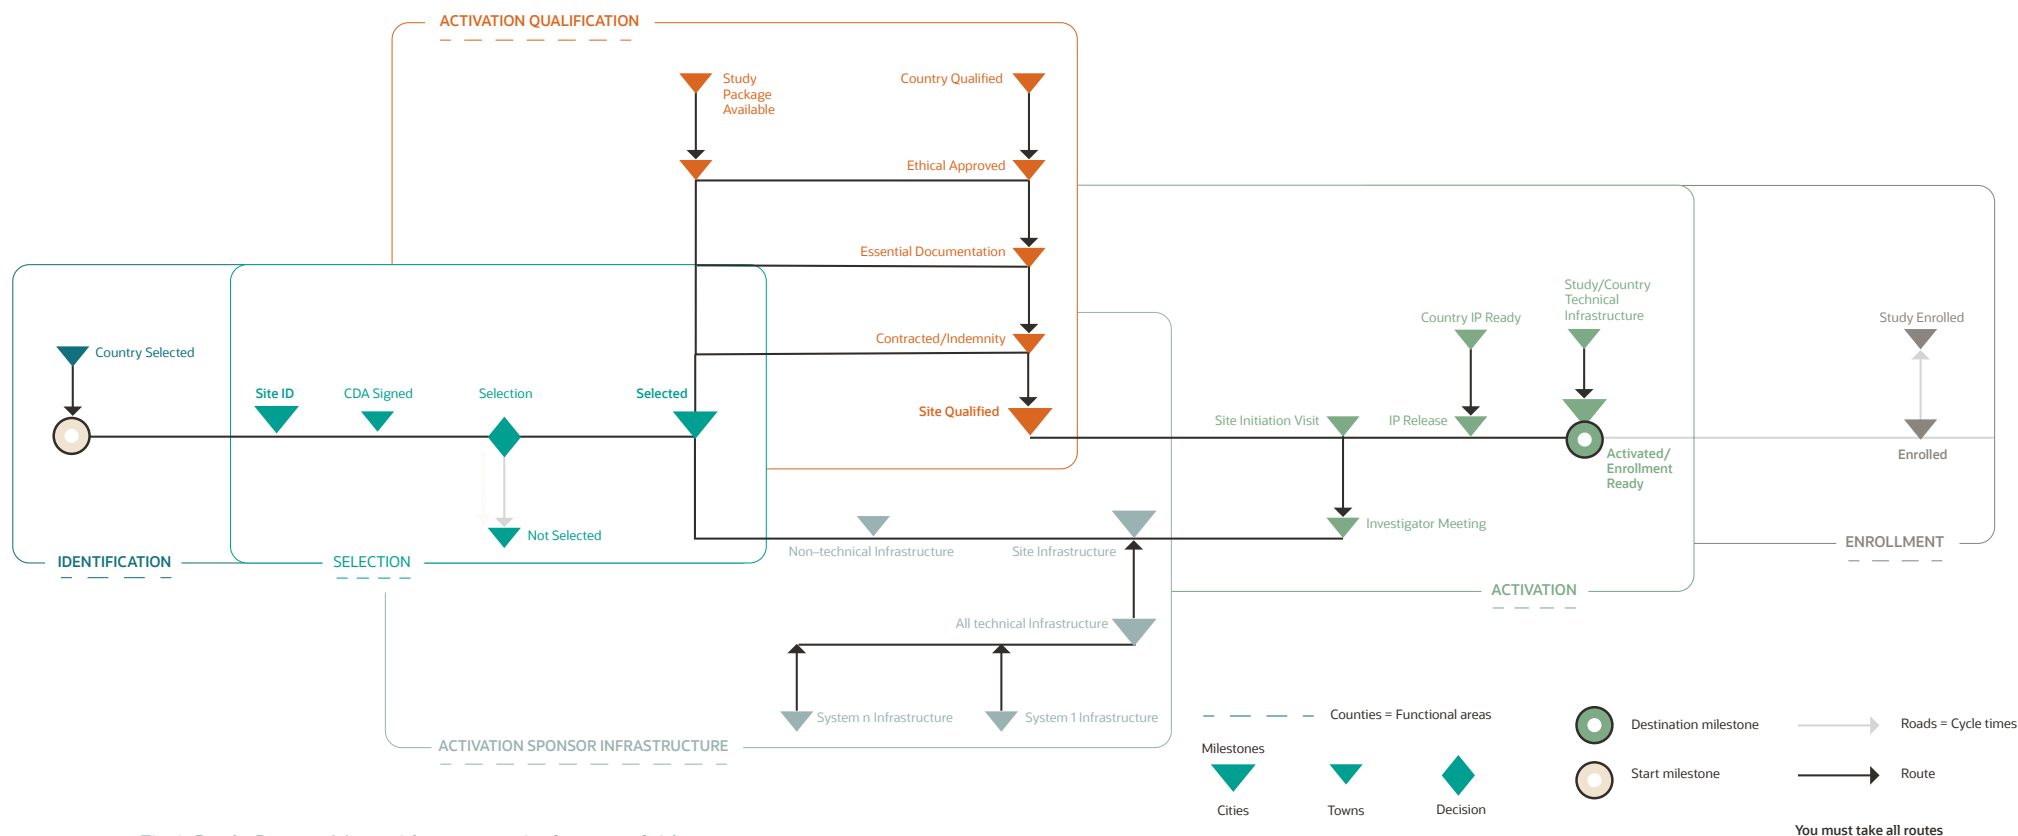 ACTIVATION QUALIFICATION
Study
Package
Available
Country Qualified
Ethical Approved
Essential Documentation
Contracted/Indemnity
Site Qualified
Country Selected
Site ID
CDA Signed
Selection
Selected
Not Selected
IDENTIFICATION
SELECTION
Site Initiation Visit
Country IP Ready
IP Release
Study/Country
Technical
Infrastructure
Activated/
Enrollment
Ready
Study Enrolled
Enrolled
Investigator Meeting
Non–technical Infrastructure
Site Infrastructure
ENROLLMENT
ACTIVATION
All technical Infrastructure
System n Infrastructure
System 1 Infrastructure
ACTIVATION SPONSOR INFRASTRUCTURE
Counties = Functional areas
Milestones
Cities
Towns
Decision
Destination milestone
Start milestone
Roads = Cycle times
Route
You must take all routes